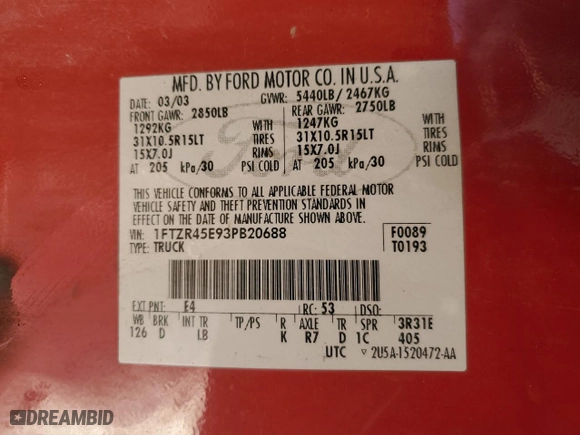 MFD. BY FORD MOTOR CO. IN U.S.A.
DATE: 03/03 GVWR: 5440LB/ 2467KG
FRONT GAWR: 2850LB REAR GAWR: 2750LB
1292KG WITH 1247KG WITH
31X10.5R15LT TIRES 31X10.5R15LT TIRES
15X7.0J RIMS 15X7.0J RIMS
AT 205 kPa/30 PSI COLD AT 205 kPa/30 PSI COLD
Ford
THIS VEHICLE CONFORMS TO ALL APPLICABLE FEDERAL MOTOR
VEHICLE SAFETY AND THEFT PREVENTION STANDARDS IN
EFFECT ON THE DATE OF MANUFACTURE SHOWN ABOVE.
VIN: 1FTZR45E93PB20688 F0089
TYPE: TRUCK T0193
EXT PNT: E4 RC: 53 DSO:
WB BRK INT TR TP/PS R AXLE TR SPR 3R31E
126 D LB K R7 D 1C 405
UTC ▽ 2U5A-1520472-AA
DREAMBID